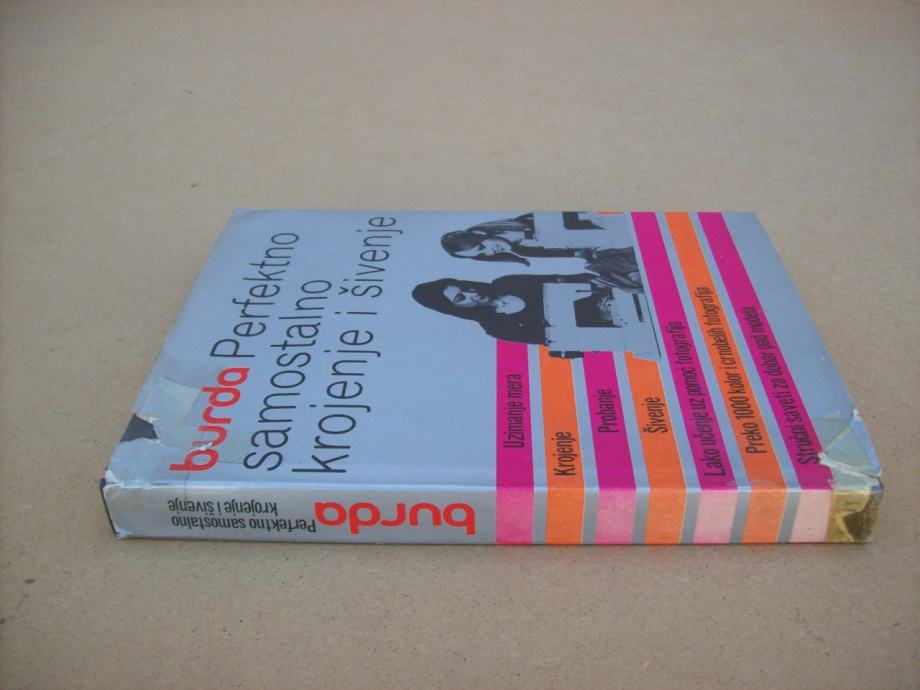 burda Perfektno
samostalno
krojenje i šivenje
Uzimanje mera
Krojenje
Probanje
Šivenje
Lako učenje uz pomoć fotografija
Preko 1000 kolor i crnobelih fotografija
Stručni saveti za dobar pad modela
burda
Perfektno samostalno
krojenje i šivenje